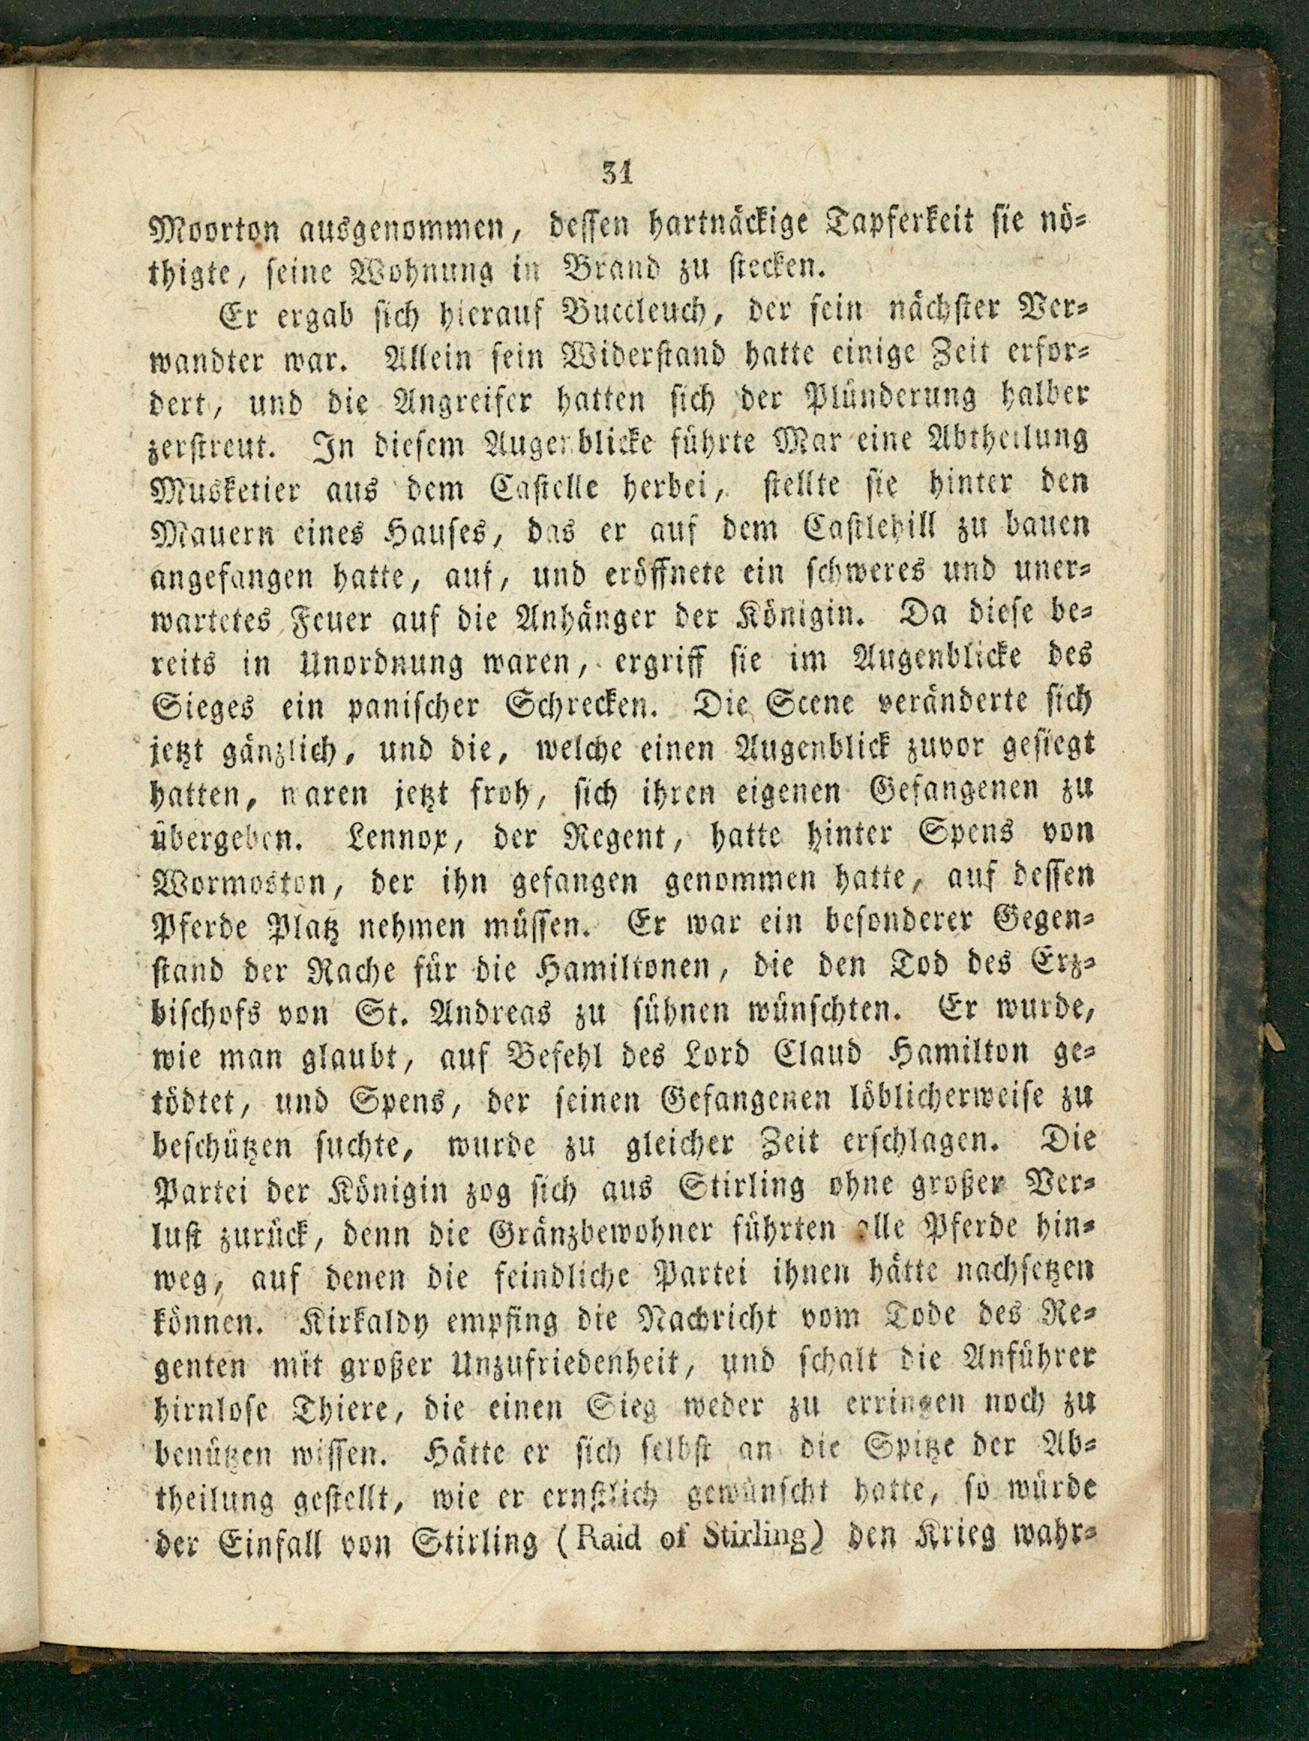 31
Moorton ausgenommen, dessen hartnäckige Tapferkeit sie nö-
thigte, seine Wohnung in Brand zu stecken.
Er ergab sich hierauf Buccleuch, der sein nächster Ver-
wandter war. Allein sein Widerstand hatte einige Zeit erfor-
dert, und die Angreifer hatten sich der Plünderung halber
zerstreut. In diesem Augenblicke führte Mar eine Abtheilung
Musketier aus dem Castelle herbei, stellte sie hinter den
Mauern eines Hauses, das er auf dem Castlehill zu bauen
angefangen hatte, auf, und eröffnete ein schweres und uner-
wartetes Feuer auf die Anhänger der Königin. Da diese be-
reits in Unordnung waren, ergriff sie im Augenblicke des
Sieges ein panischer Schrecken. Die Scene veränderte sich
jetzt gänzlich, und die, welche einen Augenblick zuvor gesiegt
hatten, waren jetzt froh, sich ihren eigenen Gefangenen zu
übergeben. Lennox, der Regent, hatte hinter Spens von
Wormoston, der ihn gefangen genommen hatte, auf dessen
Pferde Platz nehmen müssen. Er war ein besonderer Gegen-
stand der Rache für die Hamiltonen, die den Tod des Erz-
bischofs von St. Andreas zu sühnen wünschten. Er wurde,
wie man glaubt, auf Befehl des Lord Claud Hamilton ge-
tödtet, und Spens, der seinen Gefangenen löblicherweise zu
beschützen suchte, wurde zu gleicher Zeit erschlagen. Die
Partei der Königin zog sich aus Stirling ohne großer Ver-
lust zurück, denn die Gränzbewohner führten alle Pferde hin-
weg, auf denen die feindliche Partei ihnen hätte nachsetzen
können. Kirkaldy empfing die Nachricht vom Tode des Re-
genten mit großer Unzufriedenheit, und schalt die Anführer
hirnlose Thiere, die einen Sieg weder zu erringen noch zu
benützen wissen. Hätte er sich selbst an die Spitze der Ab-
theilung gestellt, wie er ernstlich gewünscht hatte, so würde
der Einfall von Stirling (Raid of Stirling) den Krieg wahr-